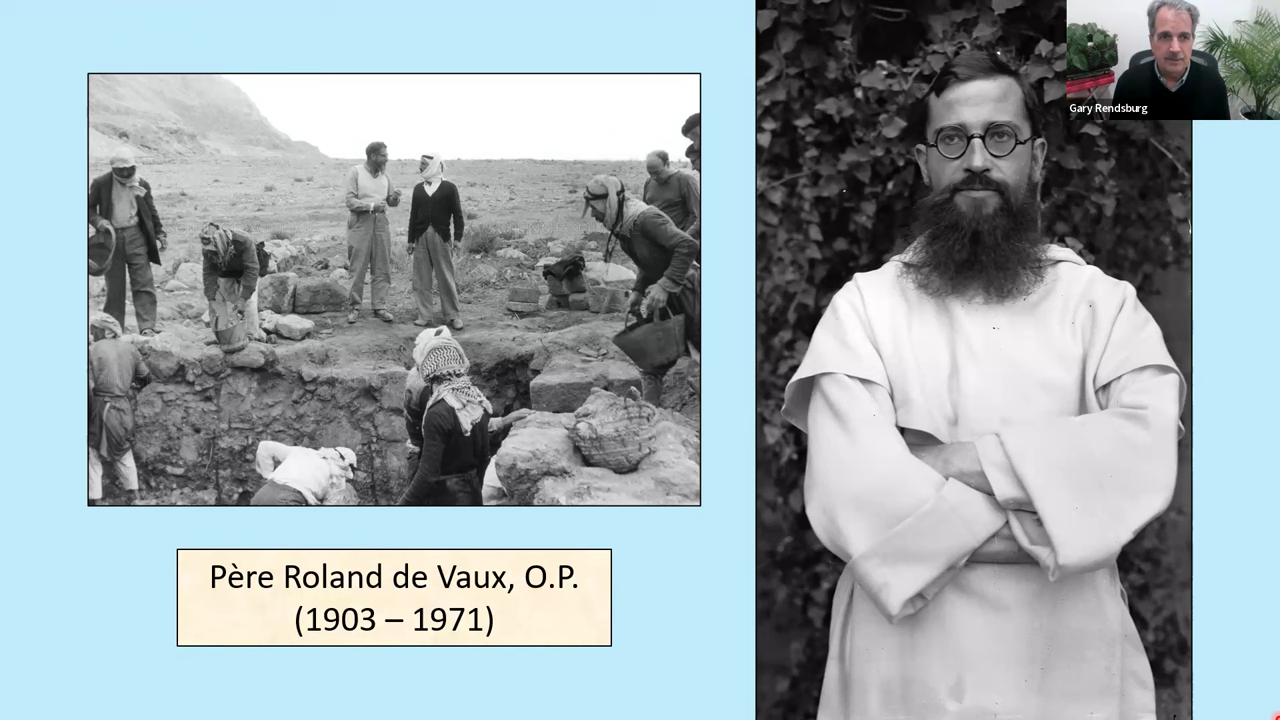 Gary Rendsburg
Père Roland de Vaux, O.P.
(1903 – 1971)